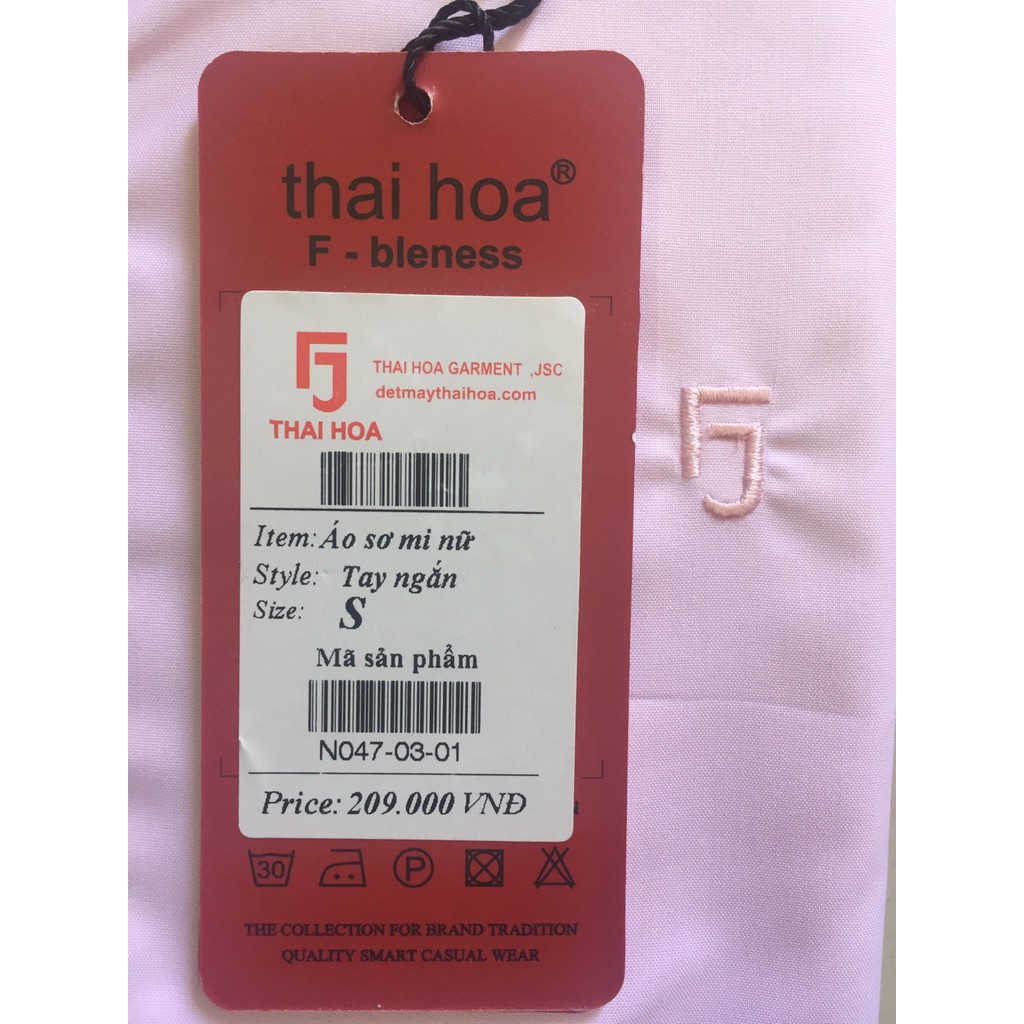 thai hoa®
F - bleness
THAI HOA GARMENT ,JSC
detmaythaihoa.com
THAI HOA
Item: Áo sơ mi nữ
Style: Tay ngắn
Size: S
Mã sản phẩm
N047-03-01
Price: 209.000 VNĐ
30
P
THE COLLECTION FOR BRAND TRADITION
QUALITY SMART CASUAL WEAR